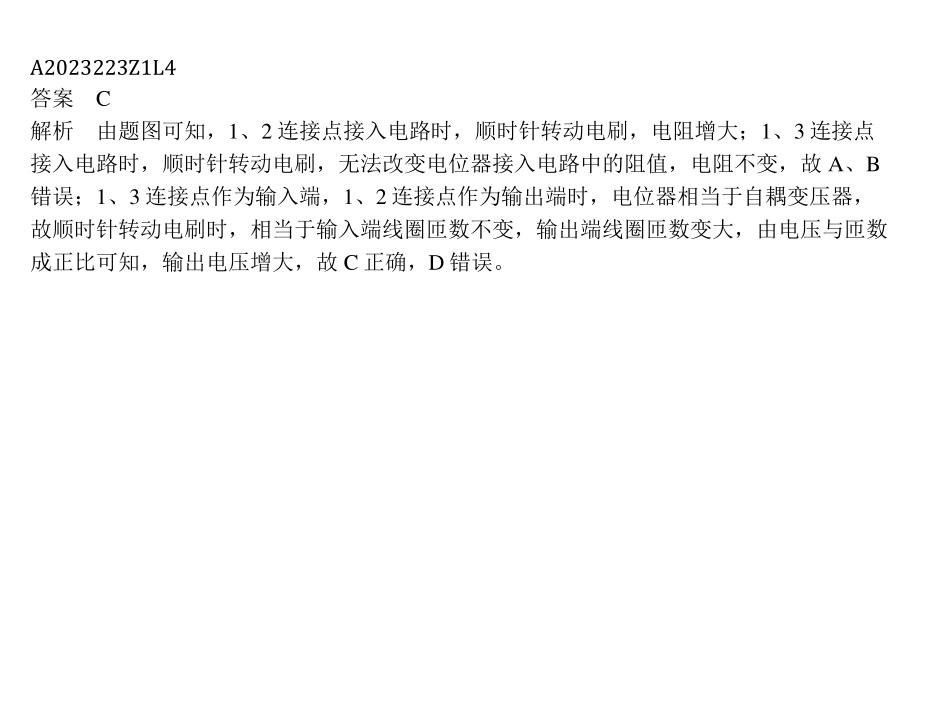 A2023223Z1L4
答案 C
解析 由题图可知，1、2连接点接入电路时，顺时针转动电刷，电阻增大；1、3连接点
接入电路时，顺时针转动电刷，无法改变电位器接入电路中的阻值，电阻不变，故 A、B
错误；1、3连接点作为输入端，1、2连接点作为输出端时，电位器相当于自耦变压器，
故顺时针转动电刷时，相当于输入端线圈匝数不变，输出端线圈匝数变大，由电压与匝数
成正比可知，输出电压增大，故 C 正确，D 错误。